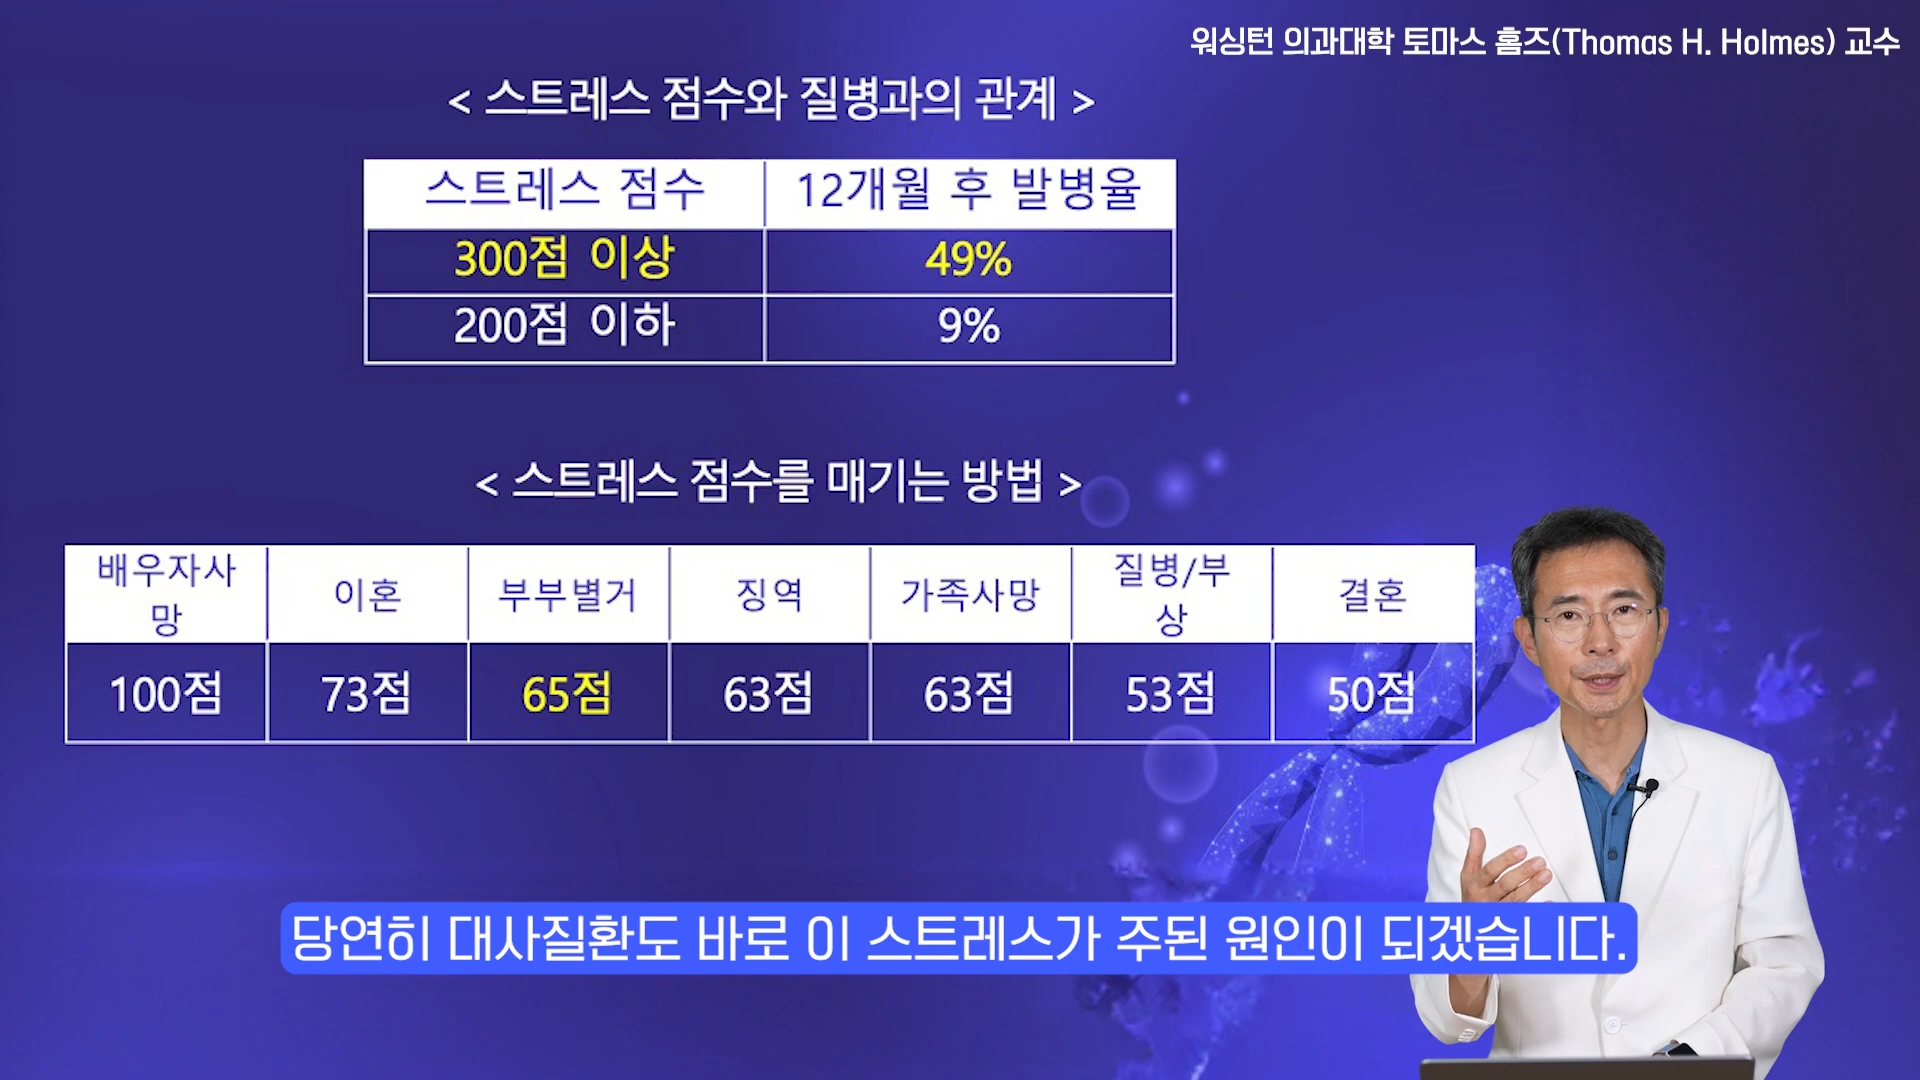 워싱턴 의과대학 토마스 홈즈(Thomas H. Holmes) 교수
< 스트레스 점수와 질병과의 관계 >
스트레스 점수 12개월 후 발병율
300점 이상 49%
200점 이하 9%
< 스트레스 점수를 매기는 방법 >
배우자사
망
이혼
부부별거
징역
가족사망
질병/부
상
결혼
100점 73점 65점 63점 63점 53점 50점
당연히 대사질환도 바로 이 스트레스가 주된 원인이 되겠습니다.